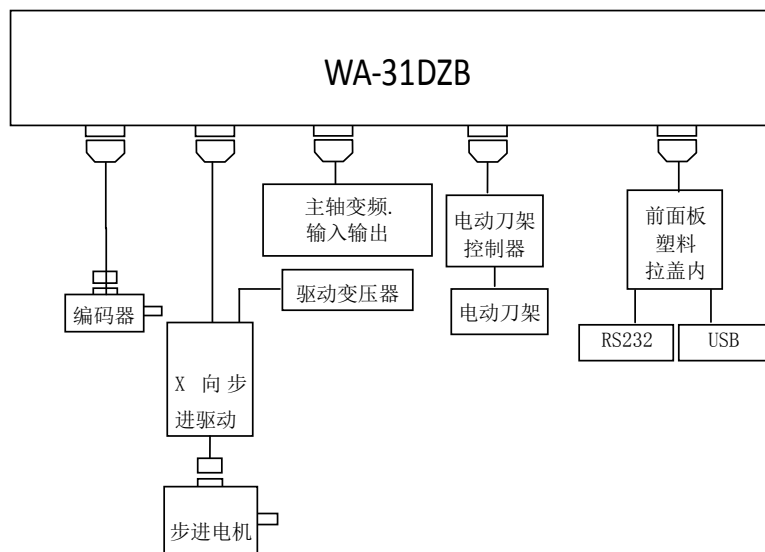 WA-31DZB
主轴变频.
输入输出
电动刀架
控制器
前面板
塑料
拉盖内
编码器
驱动变压器
电动刀架
RS232
USB
X 向步
进驱动
步进电机